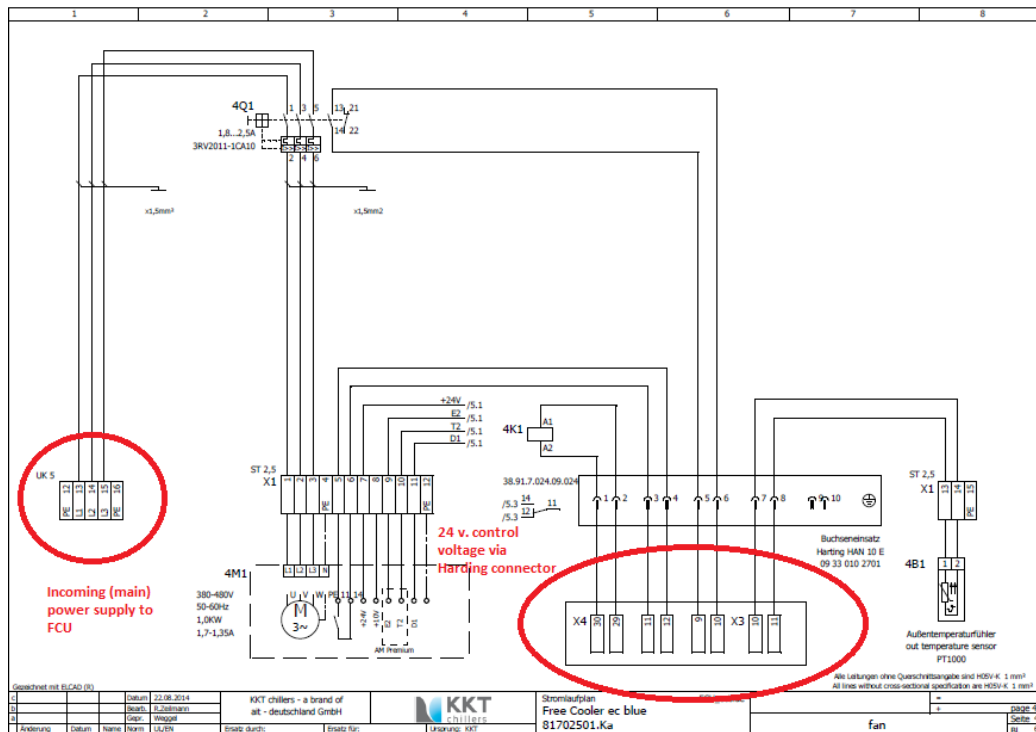 1 2 3 4 5 6 7 8
4Q1
1 3 5 13 21
14 22
1,8...2,5A
3RV2011-1CA10
2 4 6
x1,5mm²
x1,5mm2
+24V /5.1
E2 /5.1
T2 /5.1
D1 /5.1
4K1
A1
A2
UK 5
12 13 14 15 16
PE L1 L2 L3 PE
ST 2,5
X1
1 2 3 4 5 6 7 8 9 10 11 12
PE PE
38.91.7.024.09.024
14
/5.3
12 11
/5.3
1 2 3 4 5 6 7 8 9 10
ST 2,5
X1
13 14 15
PE
24 v. control
voltage via
Harding connector
Buchseneinsatz
Harting HAN 10 E
09 33 010 2701
Incoming (main)
power supply to
FCU
4M1
L1 L2 L3 N
380-480V
50-60Hz
1,0KW
1,7-1,35A
U V W PE 11 14
M
3~
+24V +10V E2 T2 D1
AM Premium
X4 30 29 11 12 9 10 X3 10 11
4B1
1 2
Außentemperaturfühler
out temperature sensor
PT1000
Alle Leitungen ohne Querschnittsangabe sind H05V-K 1 mm²
All lines without cross-sectional specification are H05V-K 1 mm²
Gezeichnet mit ELCAD (R)
c Datum 22.08.2014
b Bearb. R.Zeilmann
a Gepr. Weggel
Änderung Datum Name Norm UL/EN
KKT chillers - a brand of
ait - deutschland GmbH
Ersatz durch: Ersatz für:
KKT
chillers
Ursprung: KKT
Stromlaufplan
Free Cooler ec blue
81702501.Ka
fan
=
+
page 4
Seite
Bl.